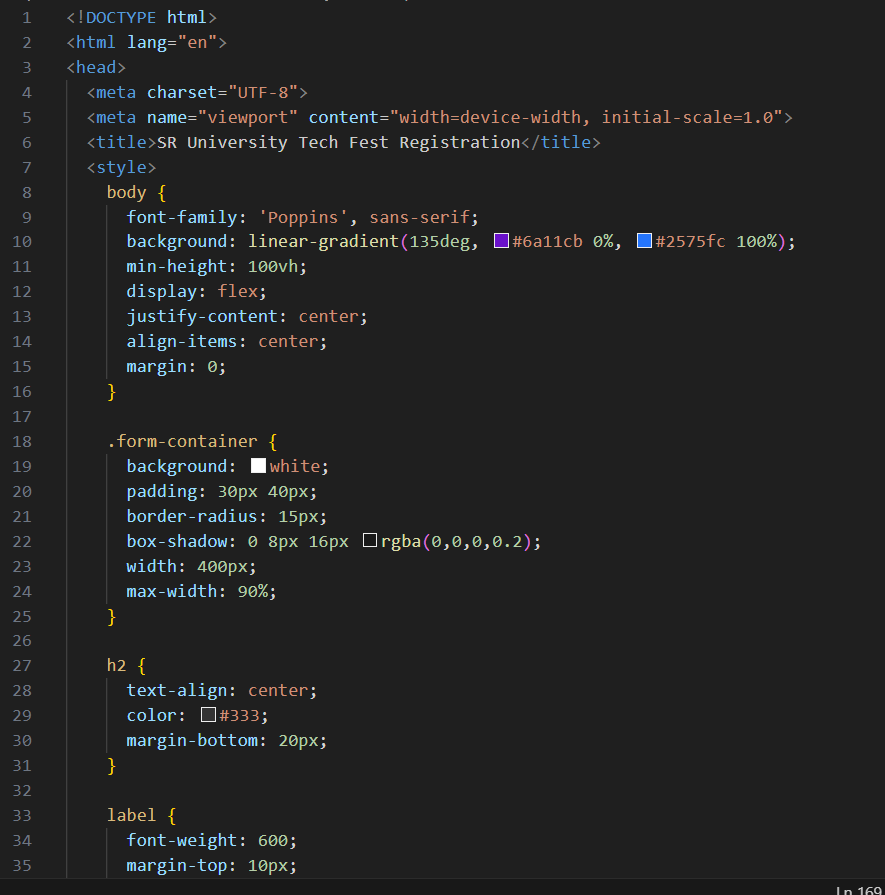 1 <!DOCTYPE html>
2 <html lang="en">
3 <head>
4 <meta charset="UTF-8">
5 <meta name="viewport" content="width=device-width, initial-scale=1.0">
6 <title>SR University Tech Fest Registration</title>
7 <style>
8 body {
9 font-family: 'Poppins', sans-serif;
10 background: linear-gradient(135deg, #6a11cb 0%, #2575fc 100%);
11 min-height: 100vh;
12 display: flex;
13 justify-content: center;
14 align-items: center;
15 margin: 0;
16 }
17
18 .form-container {
19 background: white;
20 padding: 30px 40px;
21 border-radius: 15px;
22 box-shadow: 0 8px 16px rgba(0,0,0,0.2);
23 width: 400px;
24 max-width: 90%;
25 }
26
27 h2 {
28 text-align: center;
29 color: #333;
30 margin-bottom: 20px;
31 }
32
33 label {
34 font-weight: 600;
35 margin-top: 10px;
Ln 169